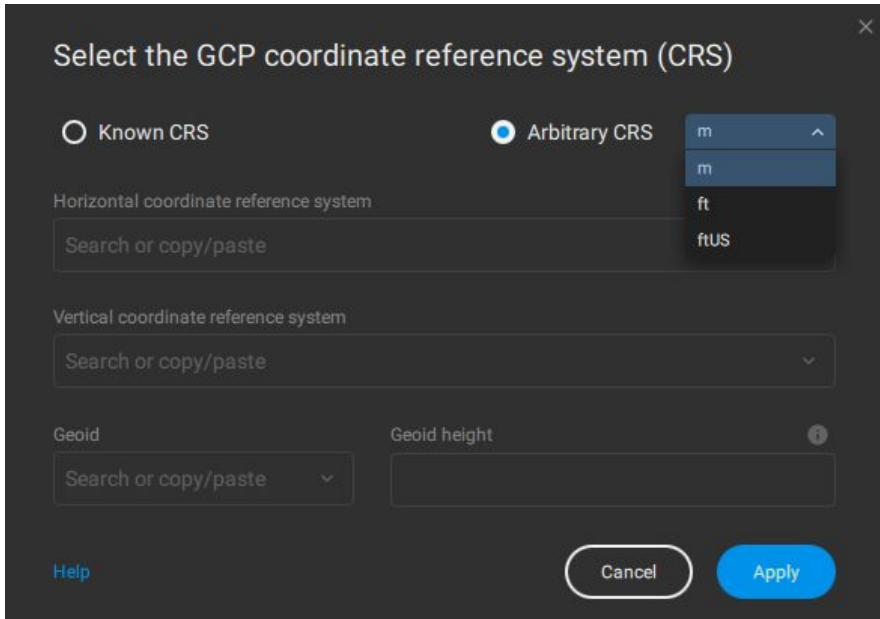 Select the GCP coordinate reference system (CRS)
Known CRS
Arbitrary CRS
m
m
ft
ftUS
Horizontal coordinate reference system
Search or copy/paste
Vertical coordinate reference system
Search or copy/paste
Geoid
Geoid height
Search or copy/paste
Help
Cancel
Apply